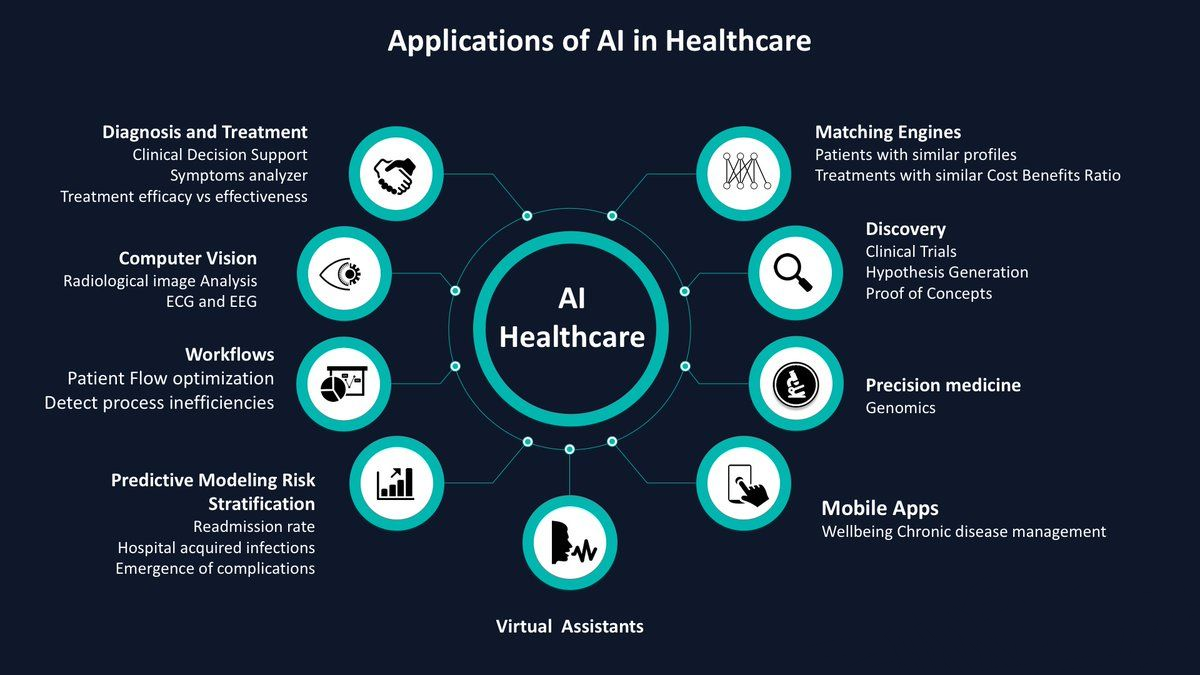 Applications of AI in Healthcare
Diagnosis and Treatment
Clinical Decision Support
Symptoms analyzer
Treatment efficacy vs effectiveness
Computer Vision
Radiological image Analysis
ECG and EEG
Workflows
Patient Flow optimization
Detect process inefficiencies
Predictive Modeling Risk
Stratification
Readmission rate
Hospital acquired infections
Emergence of complications
AI
Healthcare
Virtual Assistants
Matching Engines
Patients with similar profiles
Treatments with similar Cost Benefits Ratio
Discovery
Clinical Trials
Hypothesis Generation
Proof of Concepts
Precision medicine
Genomics
Mobile Apps
Wellbeing Chronic disease management